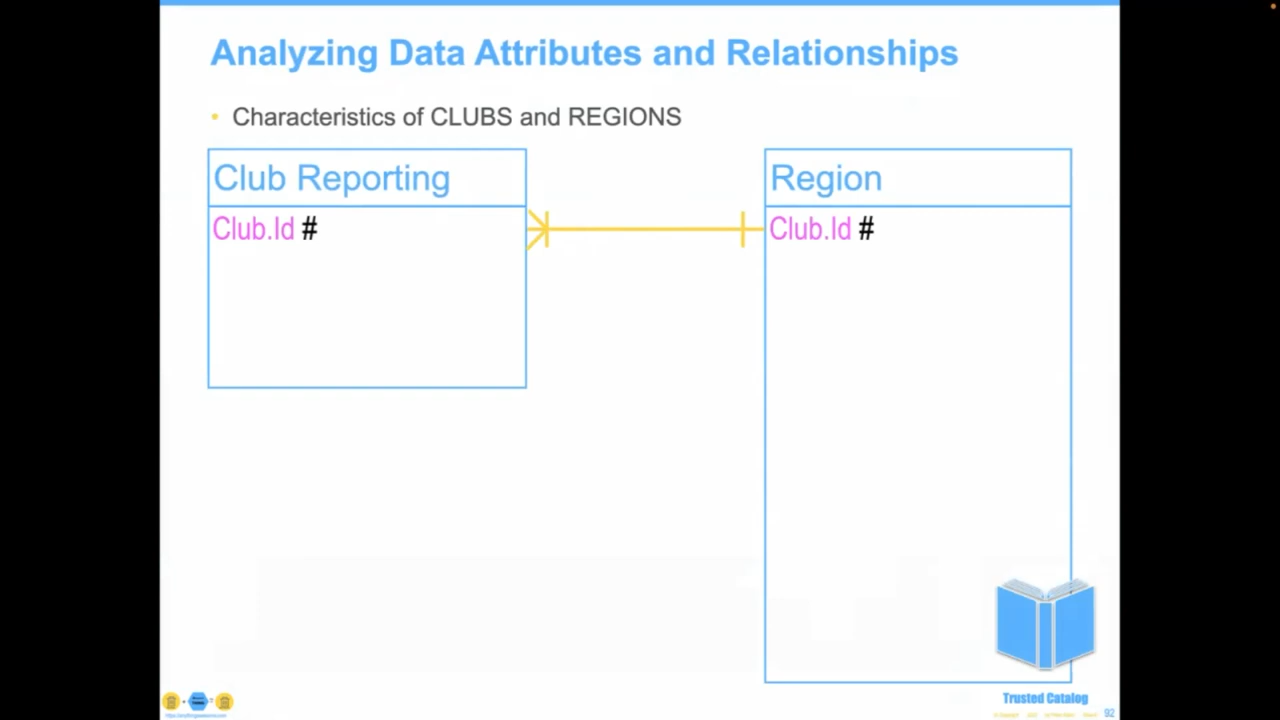 Analyzing Data Attributes and Relationships
• Characteristics of CLUBS and REGIONS
Club Reporting
Region
Club.Id #
Club.Id #
Trusted Catalog
92